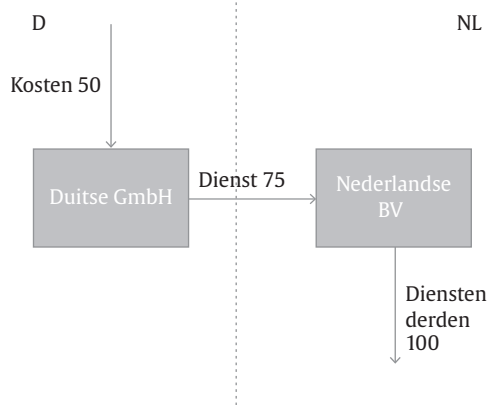 D
NL
Kosten 50
Duitse GmbH
Dienst 75
Nederlandse
BV
Diensten
derden
100